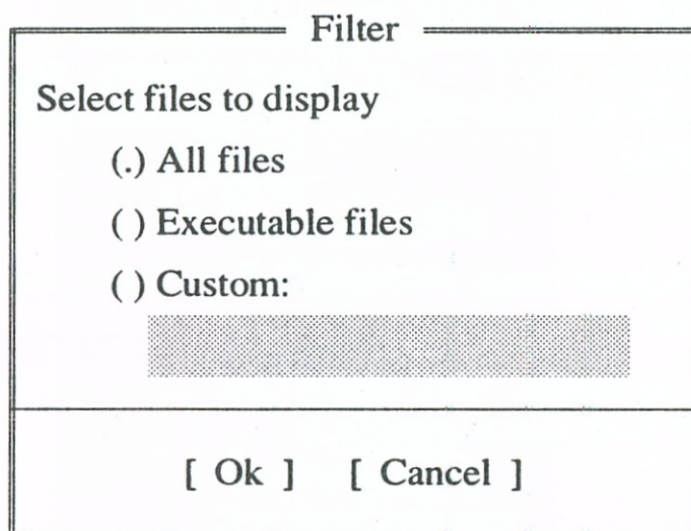 Filter
Select files to display
(.) All files
( ) Executable files
( ) Custom:
[ Ok ] [ Cancel ]